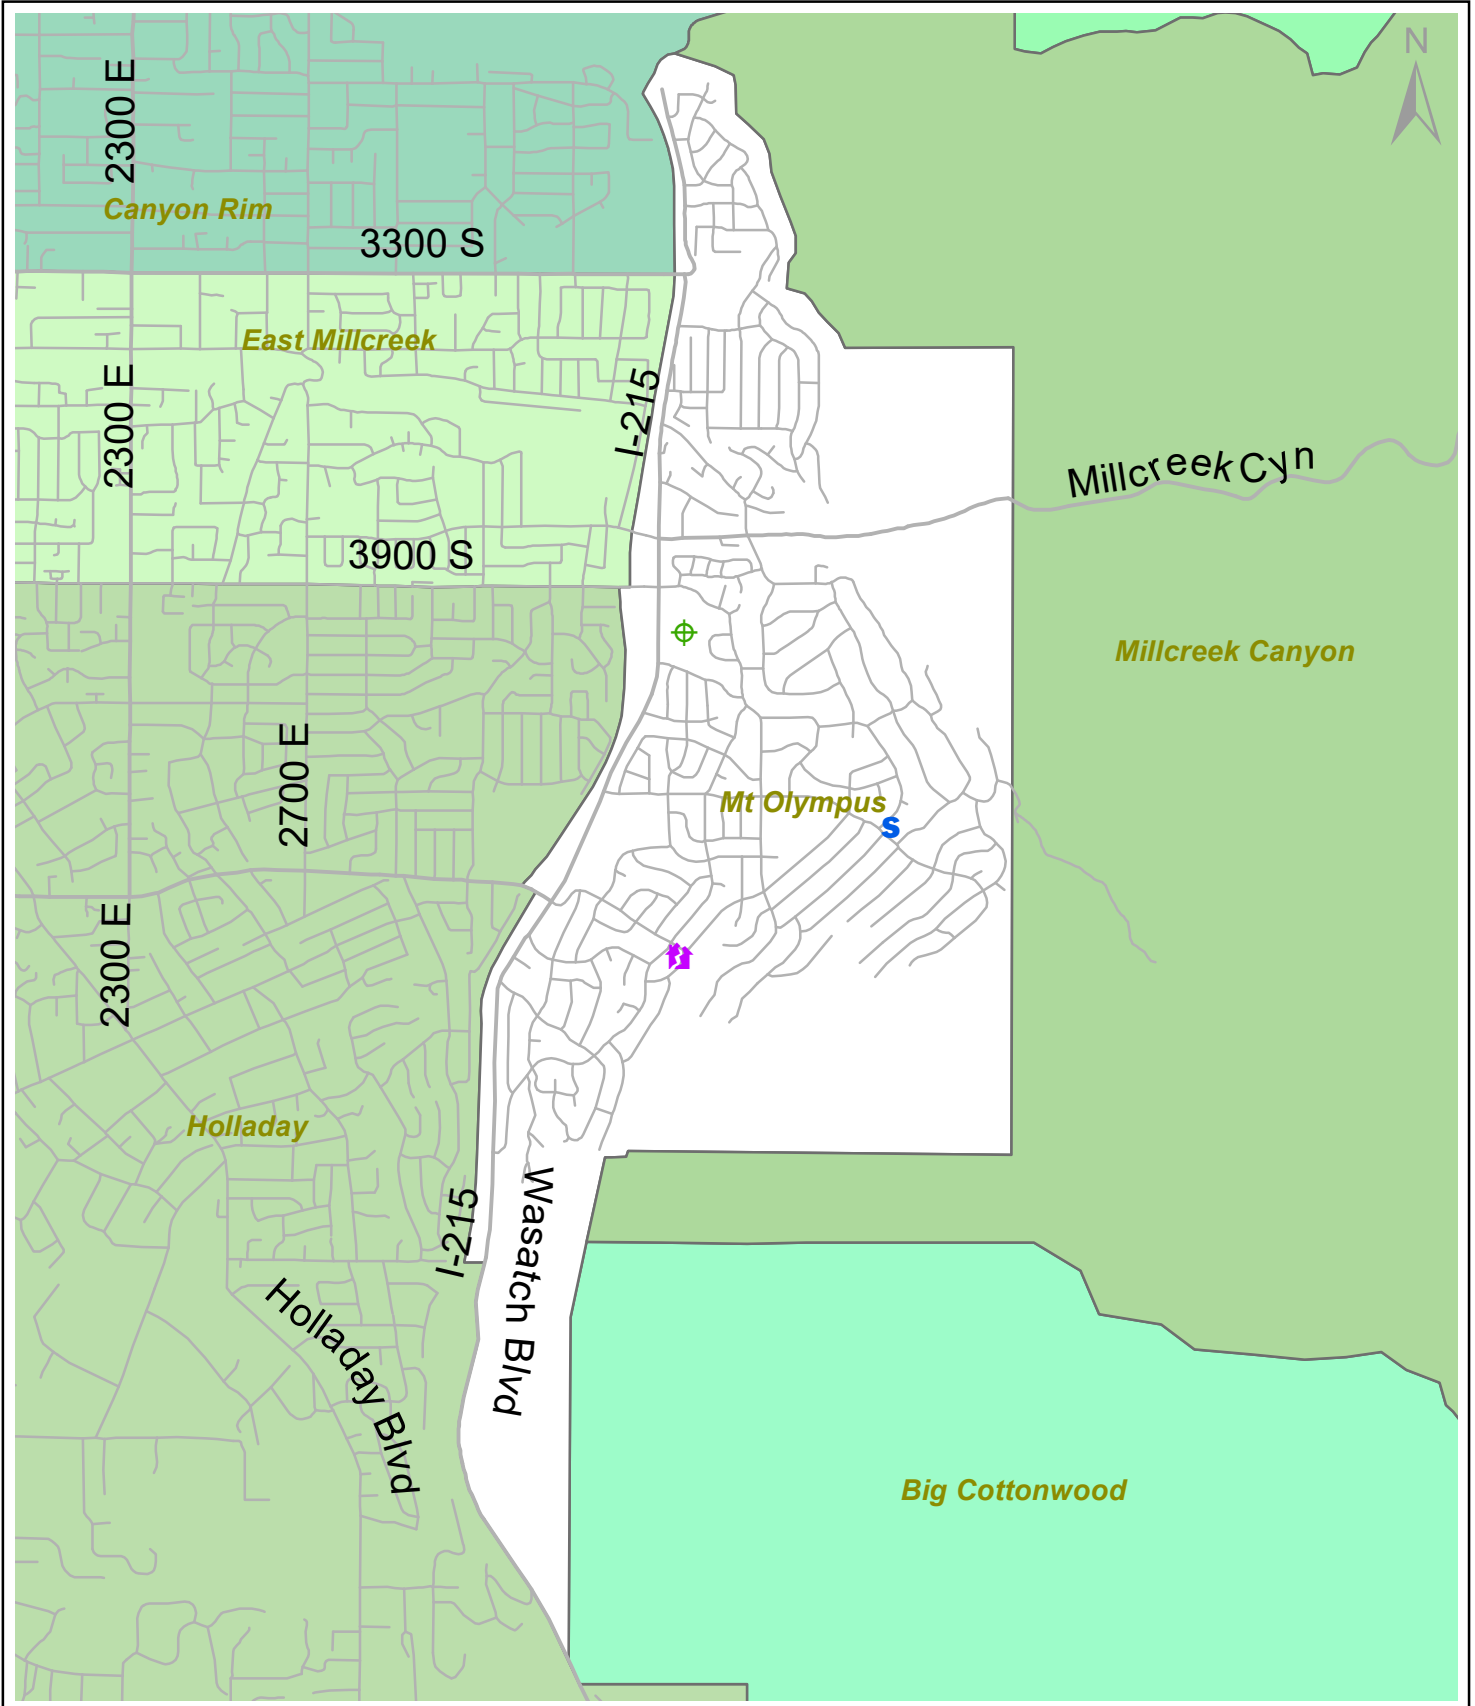 N
2300 E
Canyon Rim
3300 S
East Millcreek
2300 E
I-215
Millcreek Cyn
3900 S
Millcreek Canyon
2700 E
Mt Olympus
S
2300 E
Holladay
I-215
Wasatch Blvd
Holladay Blvd
Big Cottonwood